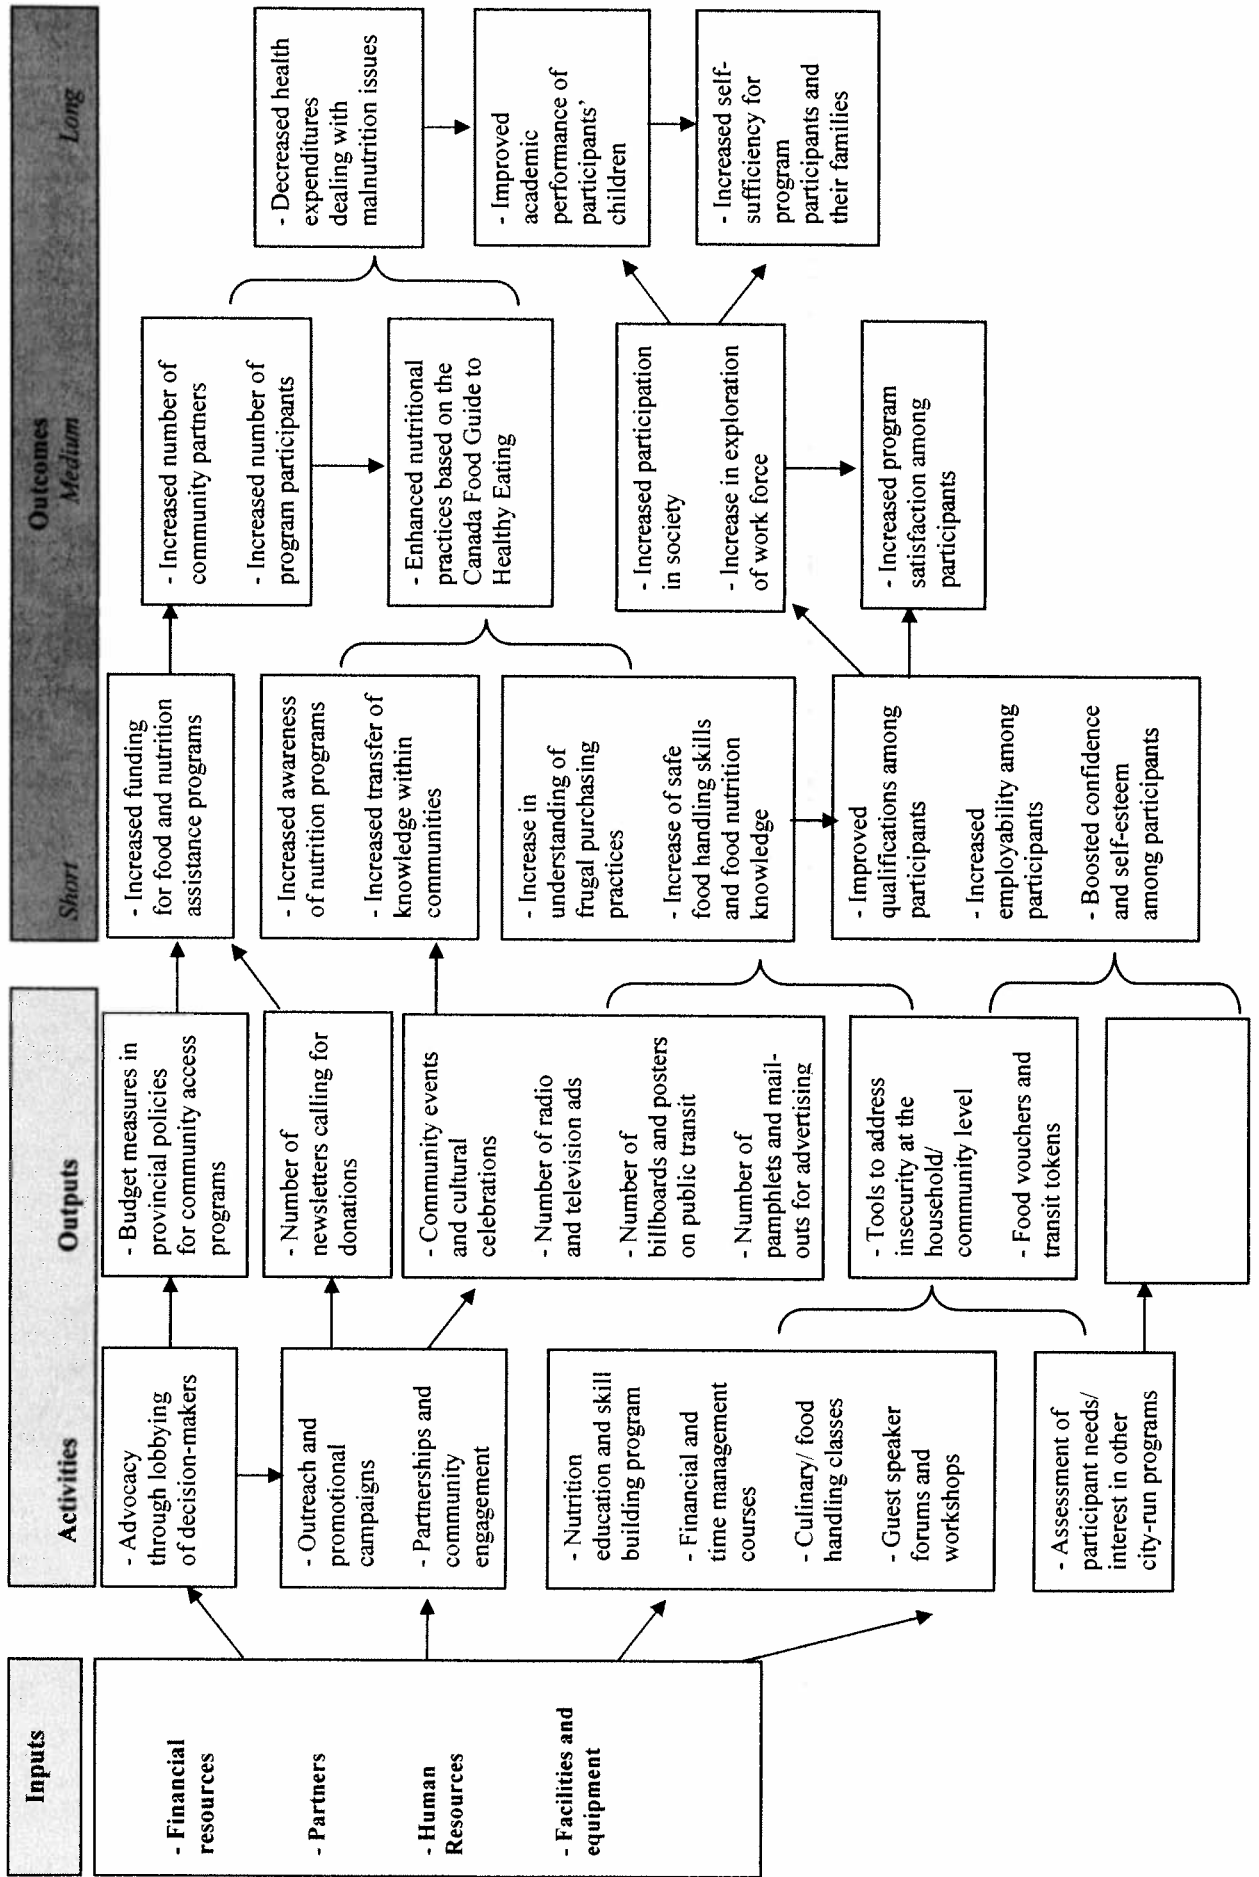 Inputs
Activities
Outputs
Outcomes
Short
Medium
Long
- Financial
resources
- Partners
- Human
Resources
- Facilities and
equipment
- Advocacy
through lobbying
of decision-makers
- Outreach and
promotional
campaigns
- Partnerships and
community
engagement
- Nutrition
education and skill
building program
- Financial and
time management
courses
- Culinary/ food
handling classes
- Guest speaker
forums and
workshops
- Assessment of
participant needs/
interest in other
city-run programs
- Budget measures in
provincial policies
for community access
programs
- Number of
newsletters calling for
donations
- Community events
and cultural
celebrations
- Number of radio
and television ads
- Number of
billboards and posters
on public transit
- Number of
pamphlets and mail-
outs for advertising
- Tools to address
insecurity at the
household/
community level
- Food vouchers and
transit tokens
- Increased funding
for food and nutrition
assistance programs
- Increased awareness
of nutrition programs
- Increased transfer of
knowledge within
communities
- Increase in
understanding of
frugal purchasing
practices
- Increase of safe
food handling skills
and food nutrition
knowledge
- Improved
qualifications among
participants
- Increased
employability among
participants
- Boosted confidence
and self-esteem
among participants
- Increased number of
community partners
- Increased number of
program participants
- Enhanced nutritional
practices based on the
Canada Food Guide to
Healthy Eating
- Increased participation
in society
- Increase in exploration
of work force
- Increased program
satisfaction among
participants
- Decreased health
expenditures
dealing with
malnutrition issues
- Improved
academic
performance of
participants'
children
- Increased self-
sufficiency for
program
participants and
their families